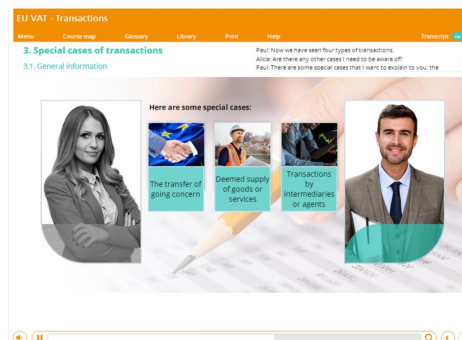 EU VAT - Transactions
Menu Course map Glossary Library Print Help Transcript
3. Special cases of transactions
3.1. General information
Paul: Now we have seen four types of transactions.
Alicia: Are there any other cases I need to be aware of?
Paul: There are some special cases that I want to explain to you: the
Here are some special cases:
The transfer of
going concern
Deemed supply
of goods or
services
Transactions
by
intermediaries
or agents